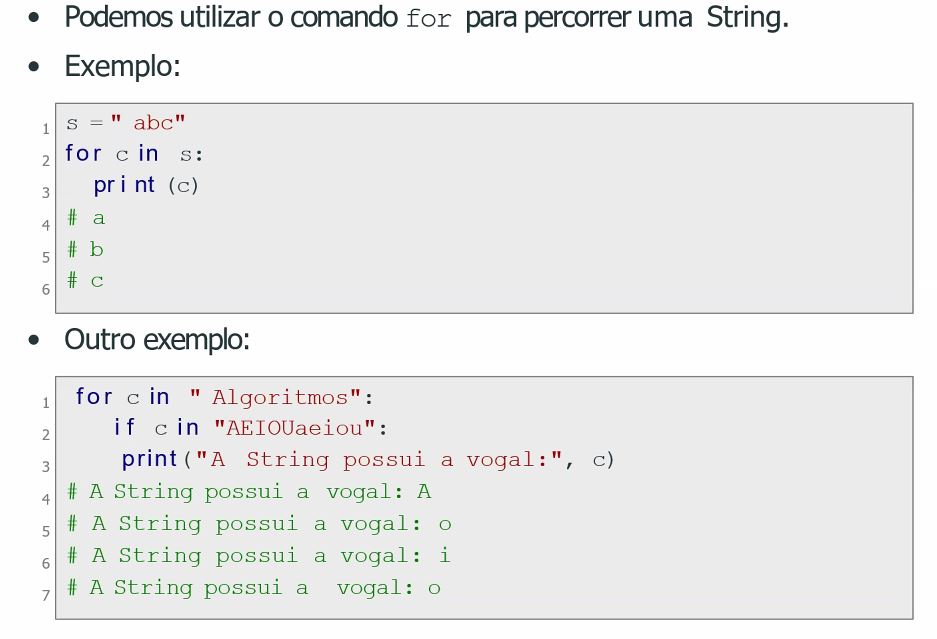 • Podemos utilizar o comando for para percorrer uma String.
• Exemplo:
1 s = " abc"
2 for c in s:
3 print (c)
4 # a
5 # b
6 # c
• Outro exemplo:
1 for c in " Algoritmos":
2 if c in "AEIOUaeiou":
3 print("A String possui a vogal:", c)
4 # A String possui a vogal: A
5 # A String possui a vogal: o
6 # A String possui a vogal: i
7 # A String possui a vogal: o